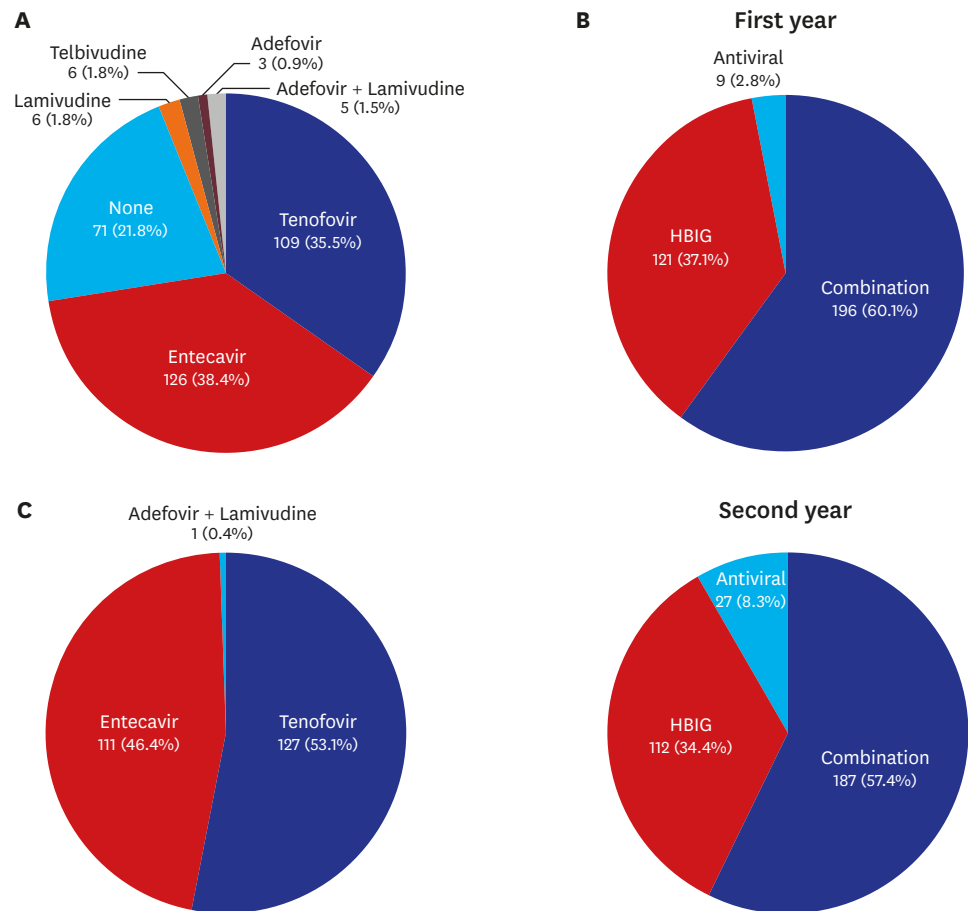 A
Telbivudine
6 (1.8%)
Adefovir
3 (0.9%)
Lamivudine
6 (1.8%)
Adefovir + Lamivudine
5 (1.5%)
None
71 (21.8%)
Tenofovir
109 (35.5%)
Entecavir
126 (38.4%)
B
First year
Antiviral
9 (2.8%)
HBIG
121 (37.1%)
Combination
196 (60.1%)
C
Adefovir + Lamivudine
1 (0.4%)
Entecavir
111 (46.4%)
Tenofovir
127 (53.1%)
Second year
Antiviral
27 (8.3%)
HBIG
112 (34.4%)
Combination
187 (57.4%)